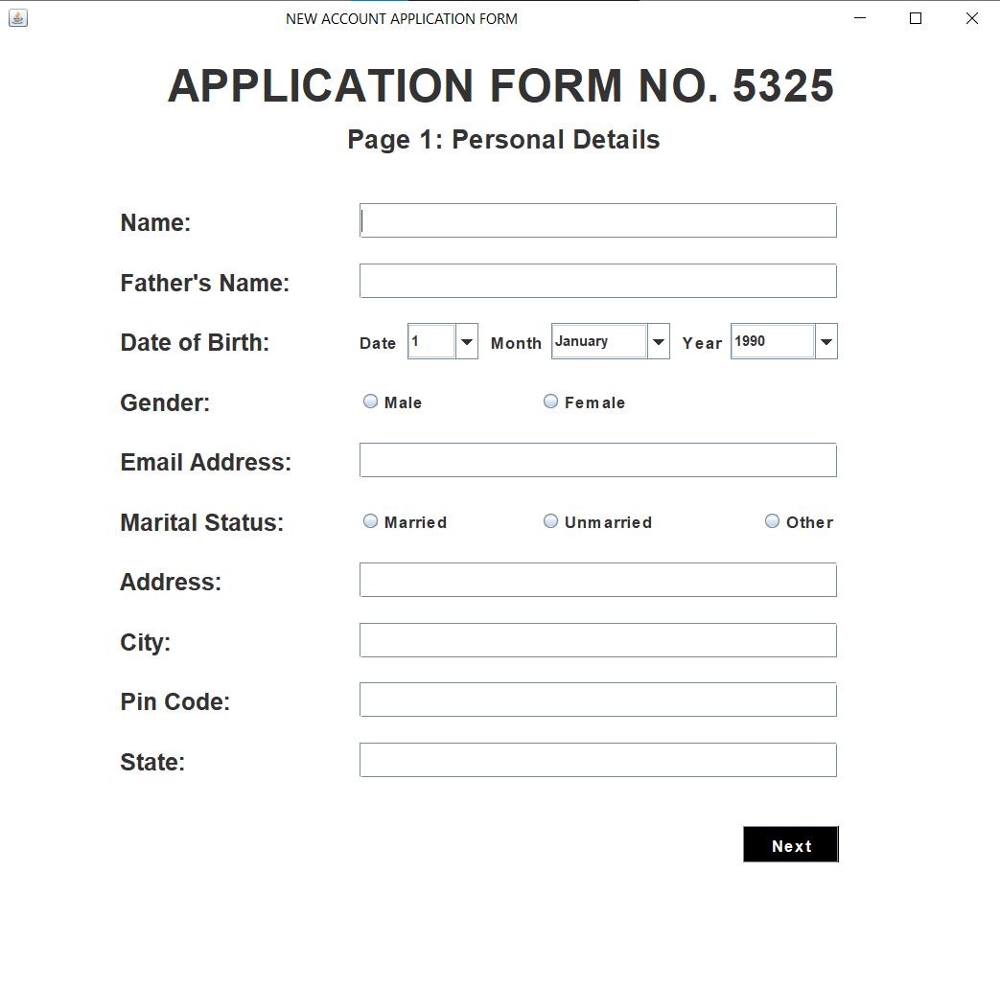 NEW ACCOUNT APPLICATION FORM
APPLICATION FORM NO. 5325
Page 1: Personal Details
Name:
Father's Name:
Date of Birth: Date 1 Month January Year 1990
Gender: Male Female
Email Address:
Marital Status: Married Unmarried Other
Address:
City:
Pin Code:
State:
Next